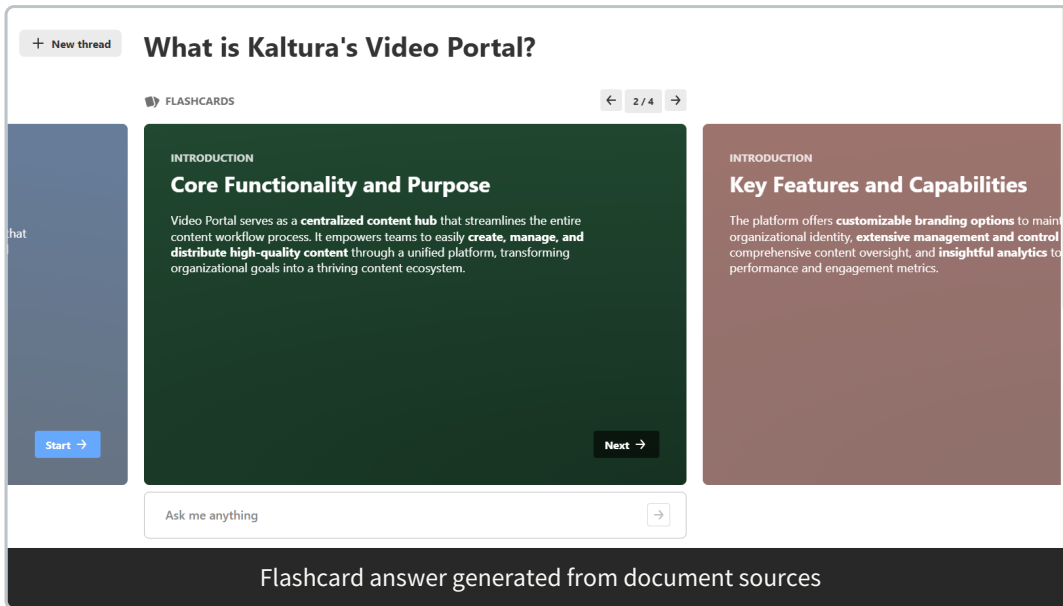 + New thread
What is Kaltura's Video Portal?
FLASHCARDS
← 2 / 4 →
that
Start →
INTRODUCTION
Core Functionality and Purpose
Video Portal serves as a centralized content hub that streamlines the entire
content workflow process. It empowers teams to easily create, manage, and
distribute high-quality content through a unified platform, transforming
organizational goals into a thriving content ecosystem.
Next →
INTRODUCTION
Key Features and Capabilities
The platform offers customizable branding options to maint
organizational identity, extensive management and control
comprehensive content oversight, and insightful analytics to
performance and engagement metrics.
Ask me anything
Flashcard answer generated from document sources